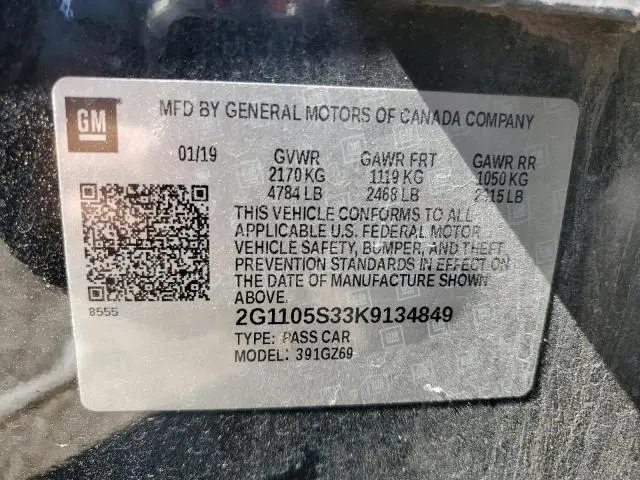 GM
MFD BY GENERAL MOTORS OF CANADA COMPANY
01/19 GVWR GAWR FRT GAWR RR
2170 KG 1119 KG 1050 KG
4784 LB 2468 LB 2315 LB
THIS VEHICLE CONFORMS TO ALL
APPLICABLE U.S. FEDERAL MOTOR
VEHICLE SAFETY, BUMPER, AND THEFT
PREVENTION STANDARDS IN EFFECT ON
THE DATE OF MANUFACTURE SHOWN
ABOVE.
8555
2G1105S33K9134849
TYPE: PASS CAR
MODEL: 391GZ69